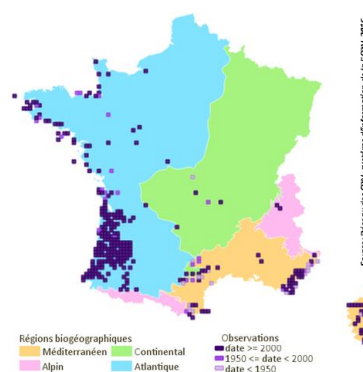 Régions biogéographiques
Méditerranéen
Continental
Alpin
Atlantique
Observations
date >= 2000
1950 <= date < 2000
date < 1950